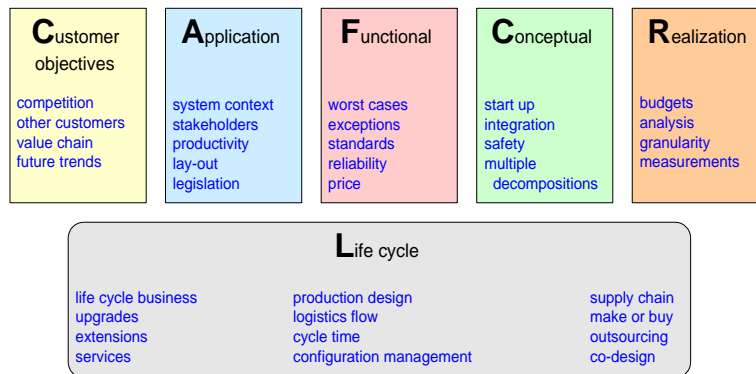 Customer
objectives
competition
other customers
value chain
future trends
Application
system context
stakeholders
productivity
lay-out
legislation
Functional
worst cases
exceptions
standards
reliability
price
Conceptual
start up
integration
safety
multiple
decompositions
Realization
budgets
analysis
granularity
measurements
Life cycle
life cycle business
upgrades
extensions
services
production design
logistics flow
cycle time
configuration management
supply chain
make or buy
outsourcing
co-design